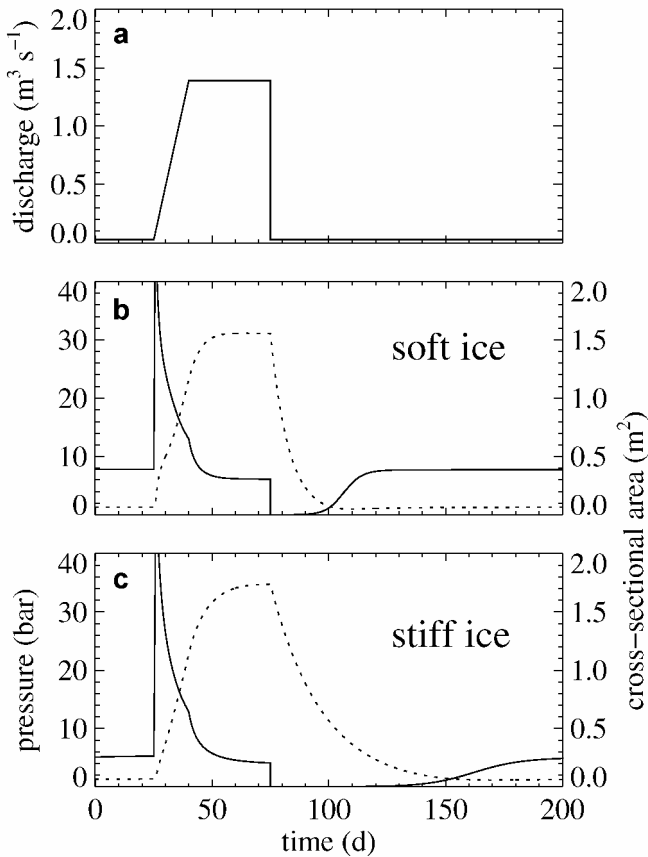 a
2.0
1.5
1.0
0.5
0.0
discharge (m³ s⁻¹)
b
soft ice
40
30
20
10
0
2.0
1.5
1.0
0.5
0.0
c
stiff ice
40
30
20
10
0
2.0
1.5
1.0
0.5
0.0
pressure (bar)
cross-sectional area (m²)
0 50 100 150 200
time (d)